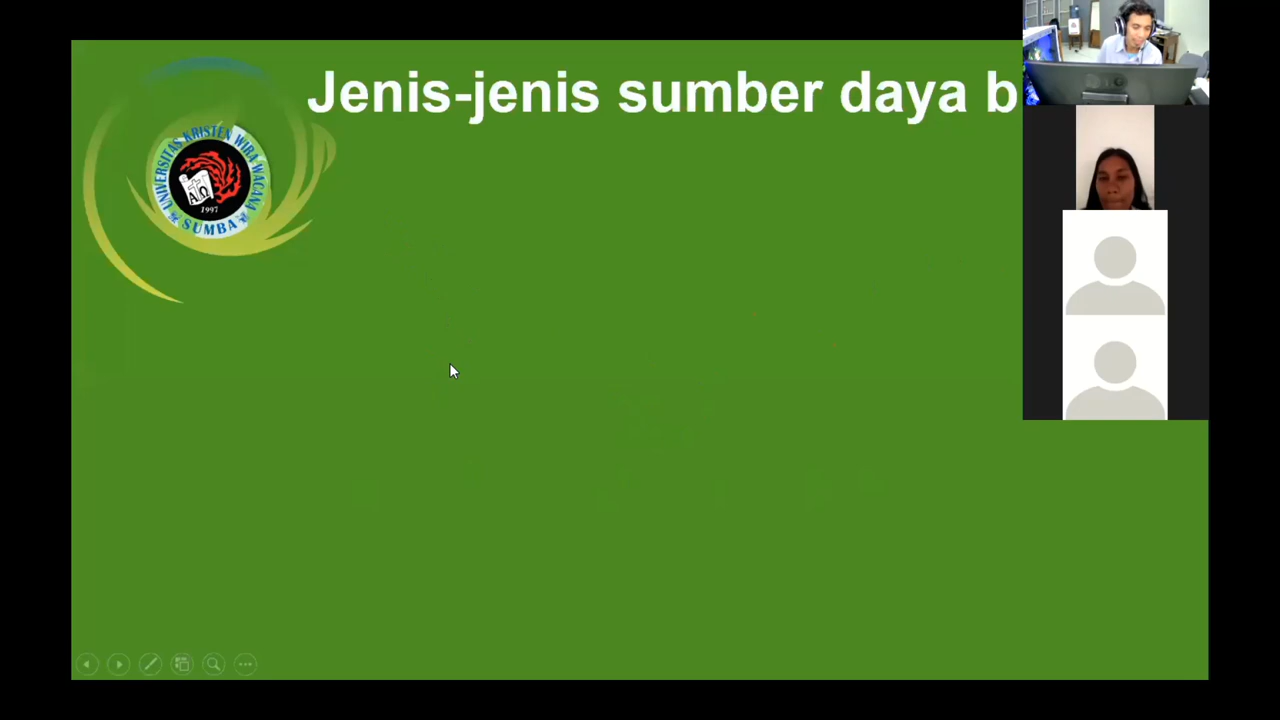 Jenis-jenis sumber daya b
UNIVERSITAS KRISTEN WIRA WACANA
Α Ω
1997
SUMBA